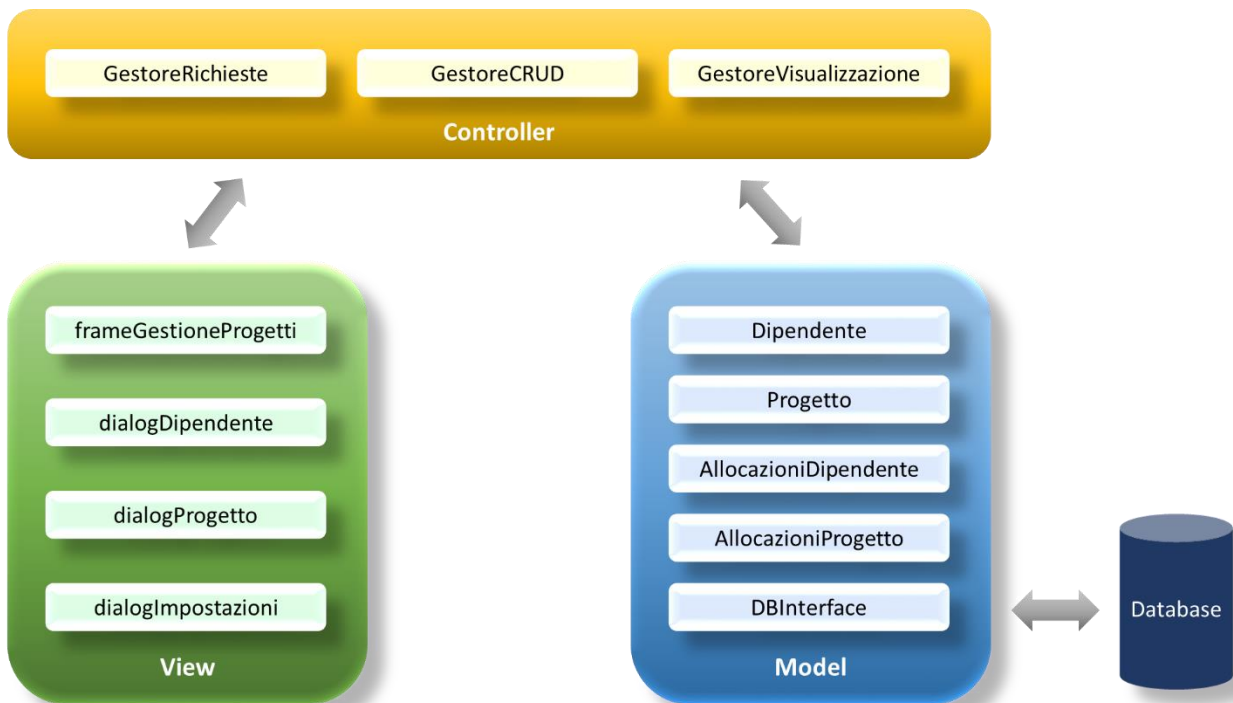 GestoreRichieste
GestoreCRUD
GestoreVisualizzazione
Controller
frameGestioneProgetti
dialogDipendente
dialogProgetto
dialogImpostazioni
View
Dipendente
Progetto
AllocazioniDipendente
AllocazioniProgetto
DBInterface
Model
Database